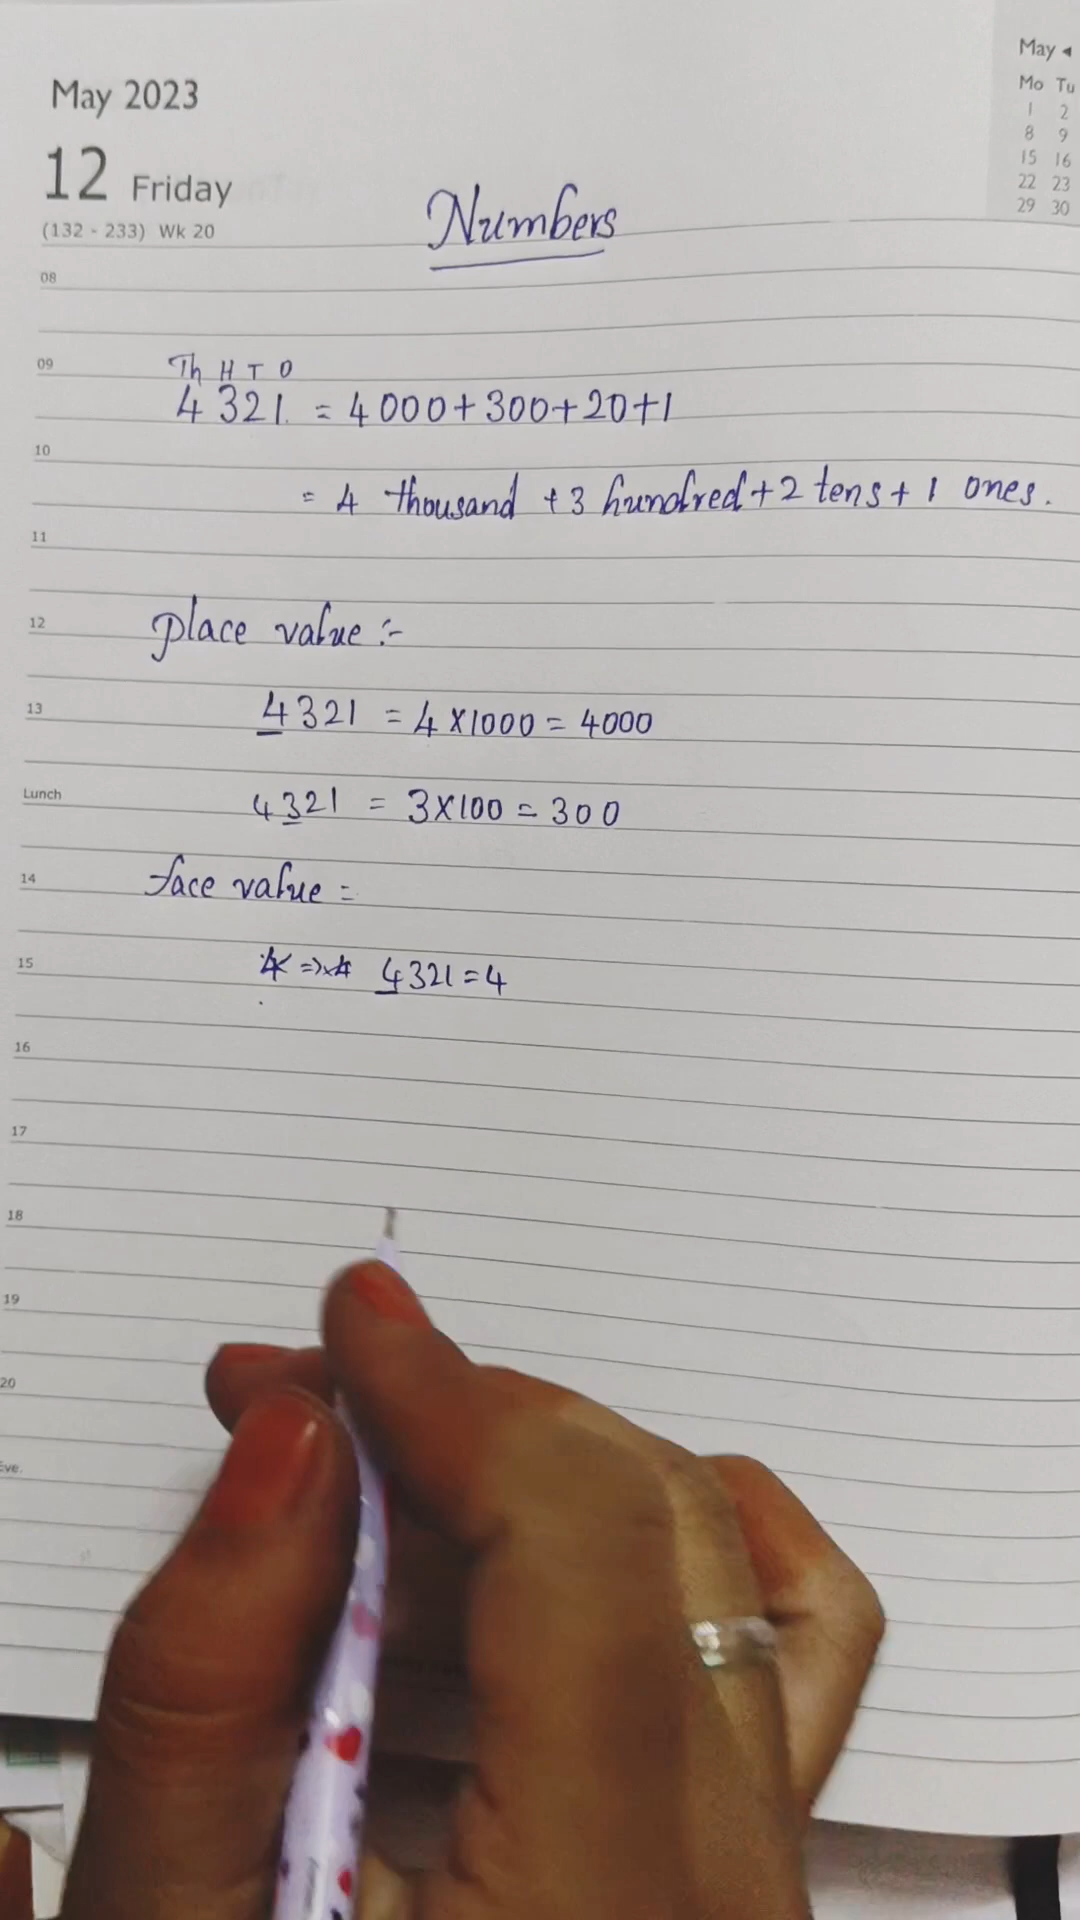 May 2023
12 Friday
(132 - 233) Wk 20
May ◂
Mo Tu
1 2
8 9
15 16
22 23
29 30
Numbers
08
09
Th H T O
4 321 = 4000+300+20+1
10
= 4 thousand +3 hundred+2 tens+1 ones.
11
12
place value :-
13
4321 = 4×1000=4000
Lunch
4321 = 3×100=300
14
face value =
15
4321=4
16
17
18
19
20
Eve.